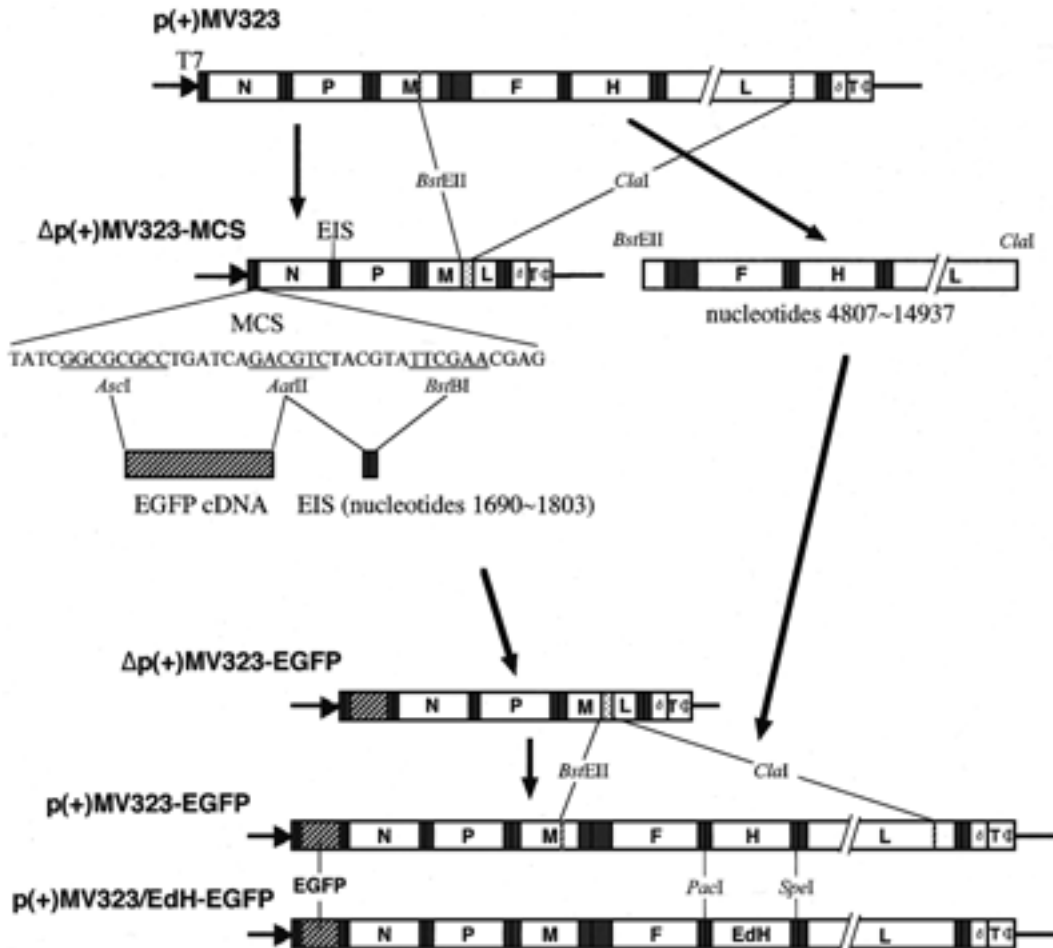 p(+)MV323
T7
N P M F H L δ T
BstEII ClaI
Δp(+)MV323-MCS
EIS
N P M L δ T
BstEII ClaI
F H L
nucleotides 4807~14937
MCS
TATCGGCGCGCCTGATCAGACGTCTACGTATTCGAACGAG
AscI AatII BstBI
EGFP cDNA EIS (nucleotides 1690~1803)
Δp(+)MV323-EGFP
N P M L δ T
BstEII ClaI
p(+)MV323-EGFP
N P M F H L δ T
EGFP PacI SpeI
p(+)MV323/EdH-EGFP
N P M F EdH L δ T